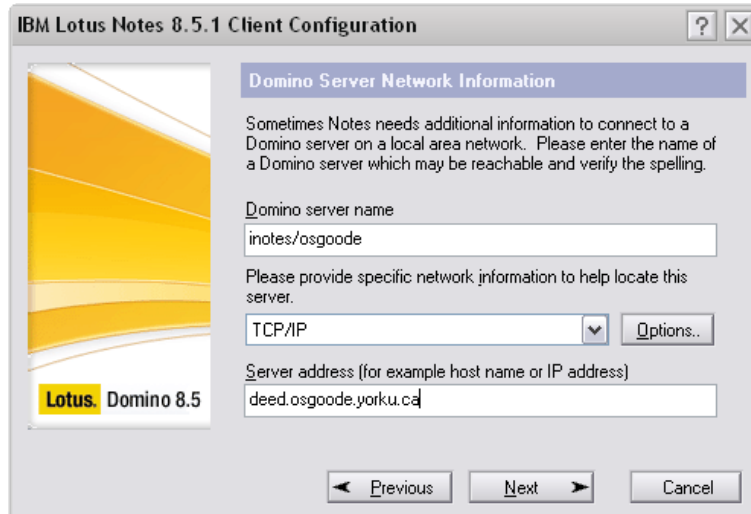 IBM Lotus Notes 8.5.1 Client Configuration
?
Domino Server Network Information
Sometimes Notes needs additional information to connect to a
Domino server on a local area network. Please enter the name of
a Domino server which may be reachable and verify the spelling.
Domino server name
inotes/osgoode
Please provide specific network information to help locate this
server.
TCP/IP
Options..
Server address (for example host name or IP address)
deed.osgoode.yorku.ca
Lotus. Domino 8.5
Previous Next Cancel